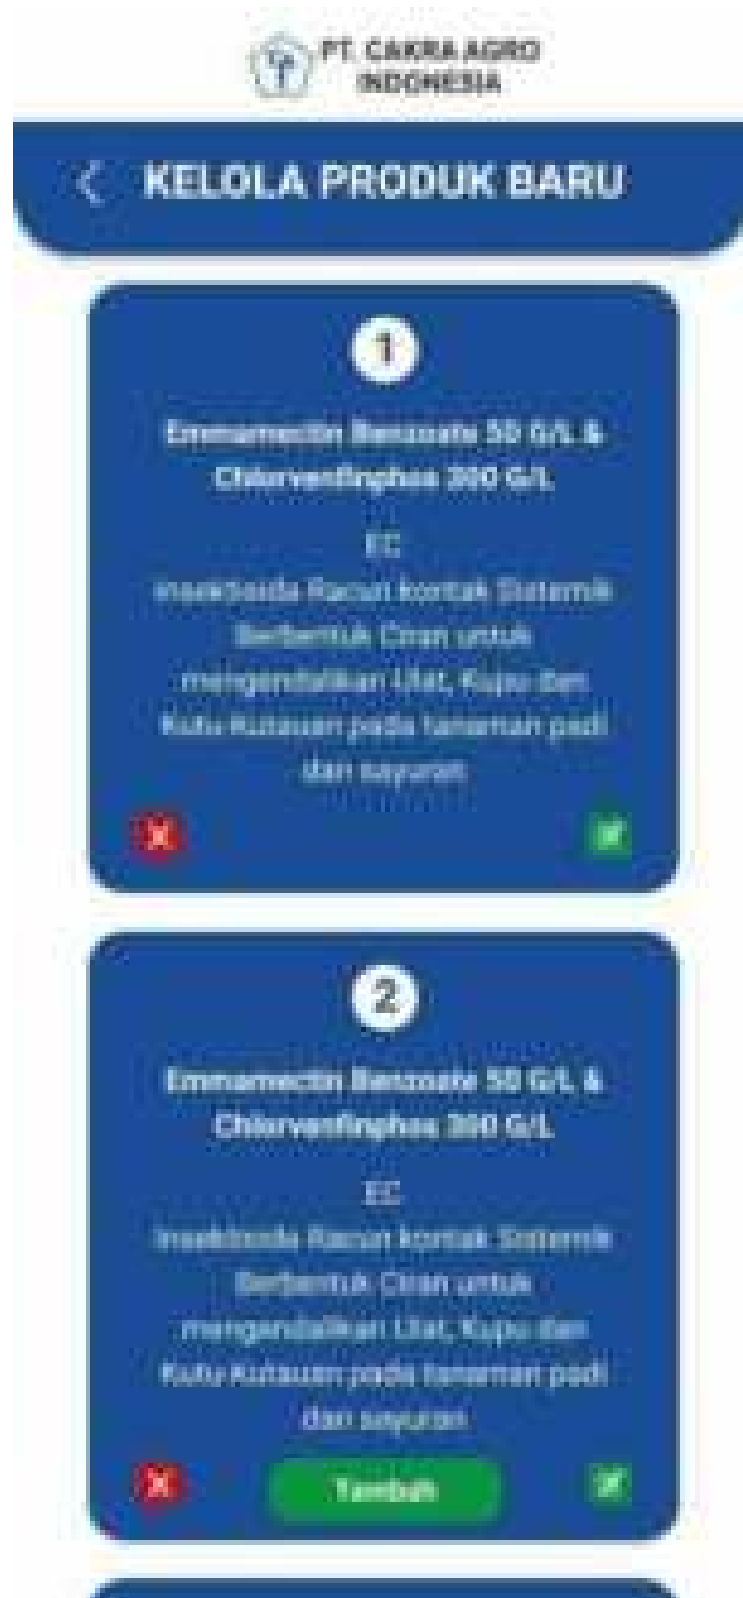 PT. CAKRA AGRO
INDONESIA
KELOLA PRODUK BARU
1
Emmamectin Benzoate 50 G/L &
Chlorvenfinphos 300 G/L
EC
Insektisida Racun kontak Sistemik
Berbentuk Ciran untuk
mengendalikan Ulat, Kupu dan
Kutu-Kutauan pada tanaman padi
dan sayuran
2
Emmamectin Benzoate 50 G/L &
Chlorvenfinphos 300 G/L
EC
Insektisida Racun kontak Sistemik
Berbentuk Ciran untuk
mengendalikan Ulat, Kupu dan
Kutu-Kutauan pada tanaman padi
dan sayuran
Tambah